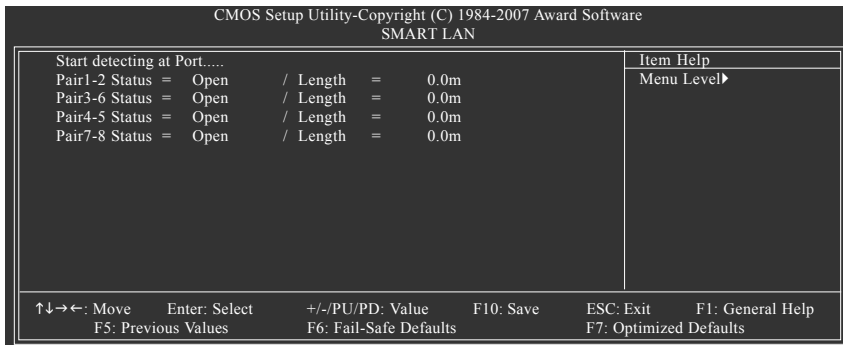 CMOS Setup Utility-Copyright (C) 1984-2007 Award Software
SMART LAN
Start detecting at Port.....
Pair1-2 Status = Open / Length = 0.0m
Pair3-6 Status = Open / Length = 0.0m
Pair4-5 Status = Open / Length = 0.0m
Pair7-8 Status = Open / Length = 0.0m
Item Help
Menu Level▶
↑↓→←: Move Enter: Select +/-/PU/PD: Value F10: Save ESC: Exit F1: General Help
F5: Previous Values F6: Fail-Safe Defaults F7: Optimized Defaults